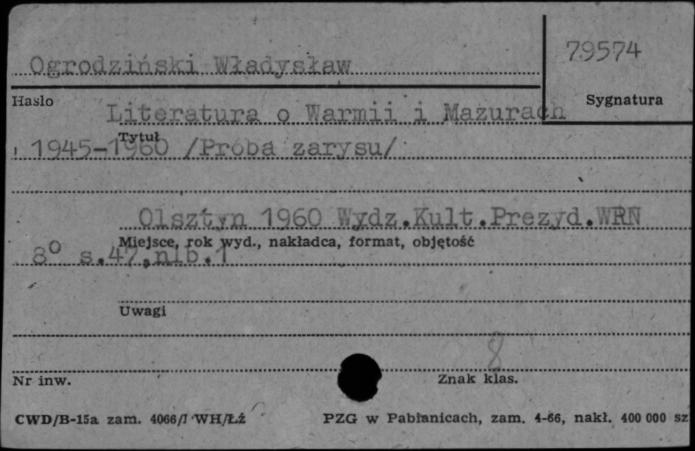 Ogrodziński Władysław
79574
Hasło
Sygnatura
Literatura o Warmii i Mazurach
Tytuł
1945-1960 /Próba zarysu/
Olsztyn 1960 Wydz.Kult.Prezyd.WRN
Miejsce, rok wyd., nakładca, format, objętość
8° s.47,nlb.1
Uwagi
8
Nr inw.
Znak klas.
CWD/B-15a zam. 4066/I WH/Łź
PZG w Pabianicach, zam. 4-66, nakł. 400 000 sz